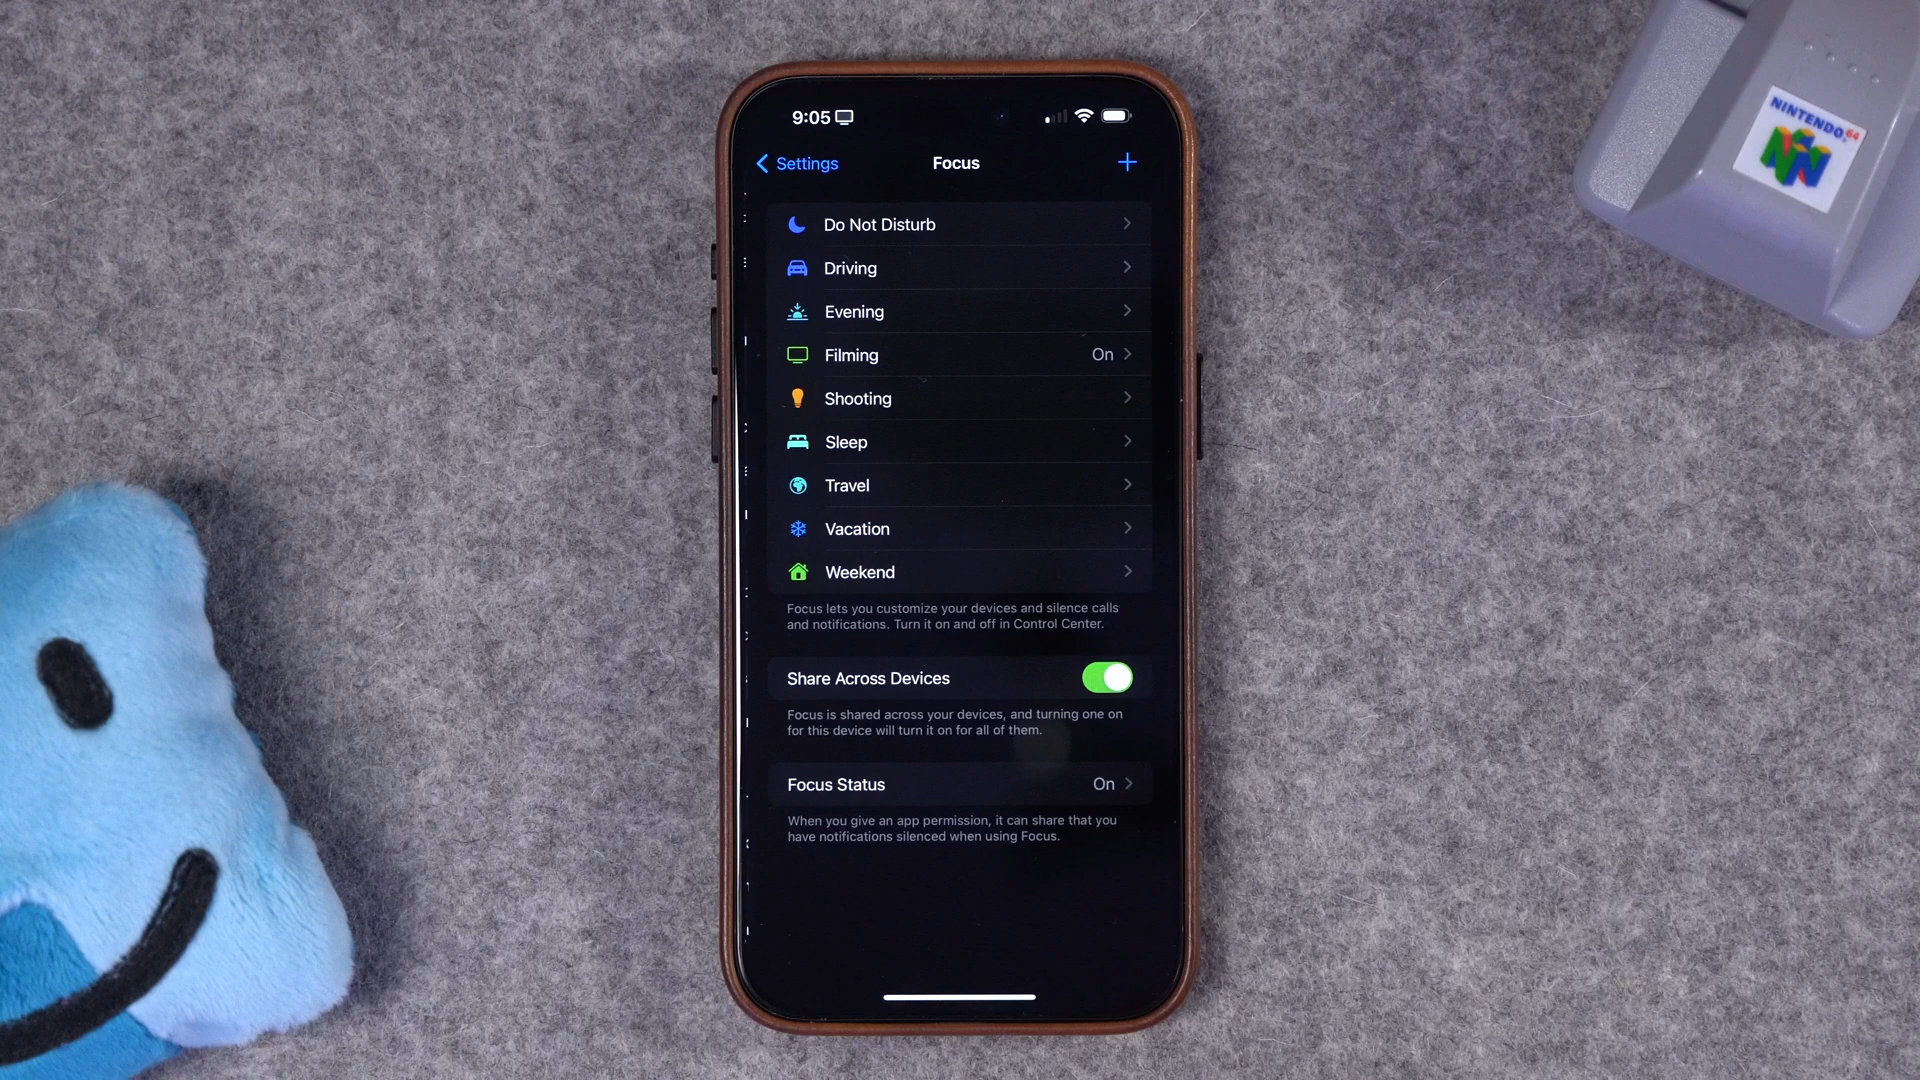 9:05
Settings
Focus
Do Not Disturb
Driving
Evening
Filming On
Shooting
Sleep
Travel
Vacation
Weekend
Focus lets you customize your devices and silence calls
and notifications. Turn it on and off in Control Center.
Share Across Devices
Focus is shared across your devices, and turning one on
for this device will turn it on for all of them.
Focus Status On
When you give an app permission, it can share that you
have notifications silenced when using Focus.
NINTENDO 64